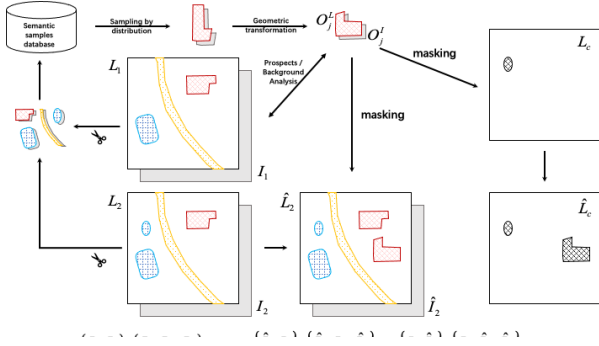 Semantic
samples
database
Sampling by
distribution
Geometric
transformation
O_j^L
O_j^I
masking
L_c
L_1
Prospects /
Background
Analysis
masking
I_1
L_2
L̂_2
L̂_c
I_2
Î_2